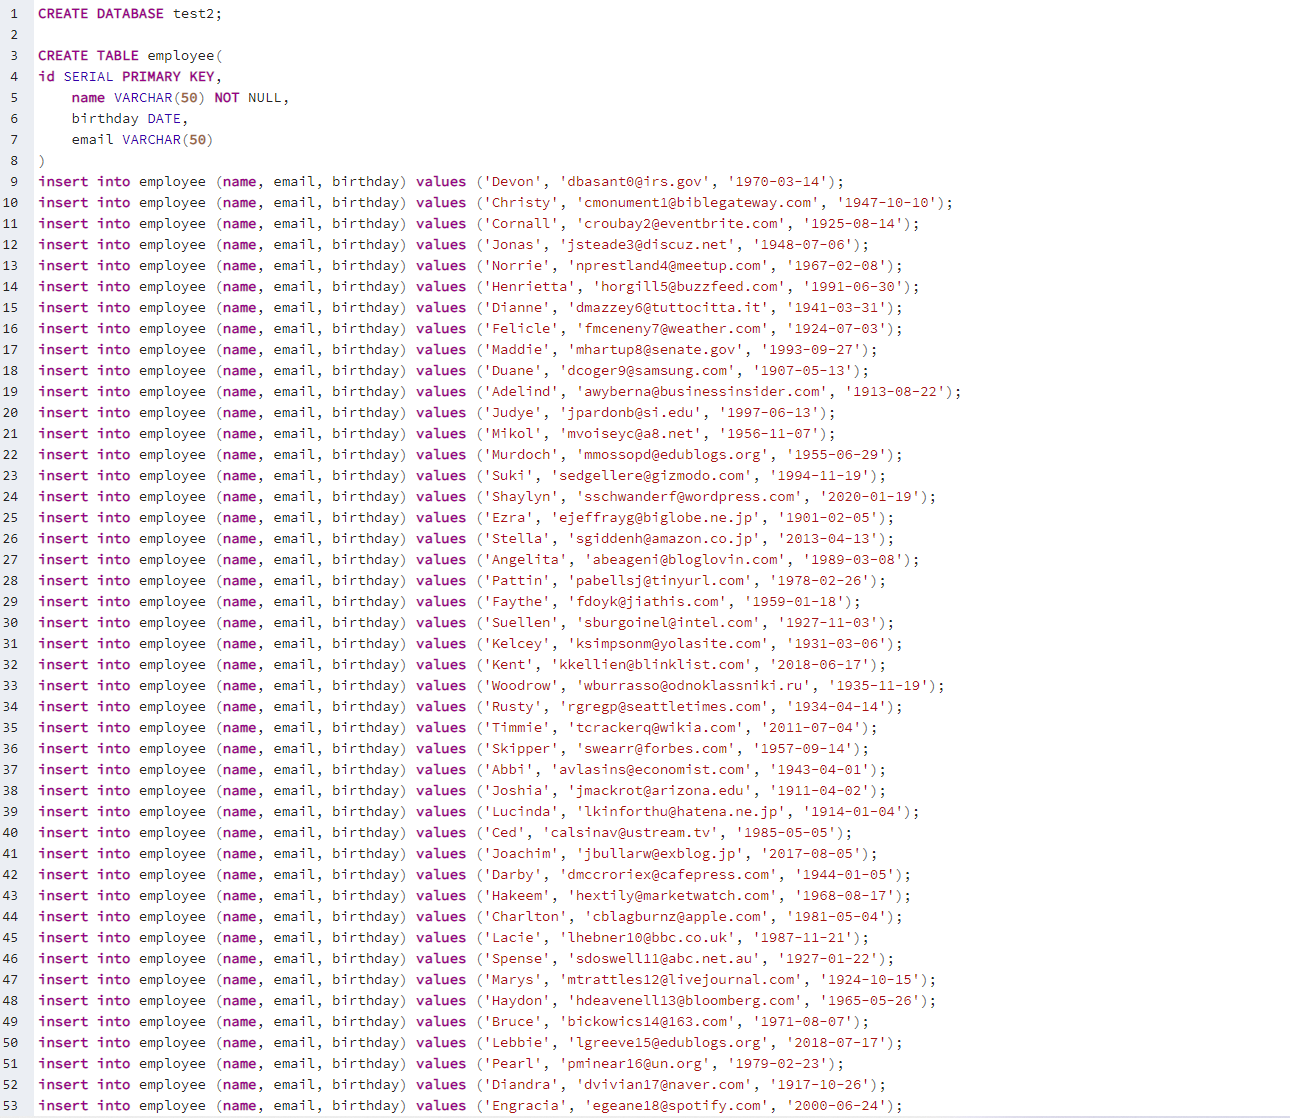 1 CREATE DATABASE test2;
2
3 CREATE TABLE employee(
4 id SERIAL PRIMARY KEY,
5 name VARCHAR(50) NOT NULL,
6 birthday DATE,
7 email VARCHAR(50)
8 )
9 insert into employee (name, email, birthday) values ('Devon', 'dbasant0@irs.gov', '1970-03-14');
10 insert into employee (name, email, birthday) values ('Christy', 'cmonument1@biblegateway.com', '1947-10-10');
11 insert into employee (name, email, birthday) values ('Cornall', 'croubay2@eventbrite.com', '1925-08-14');
12 insert into employee (name, email, birthday) values ('Jonas', 'jsteade3@discuz.net', '1948-07-06');
13 insert into employee (name, email, birthday) values ('Norrie', 'nprestland4@meetup.com', '1967-02-08');
14 insert into employee (name, email, birthday) values ('Henrietta', 'horgill5@buzzfeed.com', '1991-06-30');
15 insert into employee (name, email, birthday) values ('Dianne', 'dmazzey6@tuttocitta.it', '1941-03-31');
16 insert into employee (name, email, birthday) values ('Felicle', 'fmceneny7@weather.com', '1924-07-03');
17 insert into employee (name, email, birthday) values ('Maddie', 'mhartup8@senate.gov', '1993-09-27');
18 insert into employee (name, email, birthday) values ('Duane', 'dcoger9@samsung.com', '1907-05-13');
19 insert into employee (name, email, birthday) values ('Adelind', 'awyberna@businessinsider.com', '1913-08-22');
20 insert into employee (name, email, birthday) values ('Judye', 'jpardonb@si.edu', '1997-06-13');
21 insert into employee (name, email, birthday) values ('Mikol', 'mvoiseyc@a8.net', '1956-11-07');
22 insert into employee (name, email, birthday) values ('Murdoch', 'mmossopd@edublogs.org', '1955-06-29');
23 insert into employee (name, email, birthday) values ('Suki', 'sedgellere@gizmodo.com', '1994-11-19');
24 insert into employee (name, email, birthday) values ('Shaylyn', 'sschwanderf@wordpress.com', '2020-01-19');
25 insert into employee (name, email, birthday) values ('Ezra', 'ejeffrayg@biglobe.ne.jp', '1901-02-05');
26 insert into employee (name, email, birthday) values ('Stella', 'sgiddenh@amazon.co.jp', '2013-04-13');
27 insert into employee (name, email, birthday) values ('Angelita', 'abeageni@bloglovin.com', '1989-03-08');
28 insert into employee (name, email, birthday) values ('Pattin', 'pabellsj@tinyurl.com', '1978-02-26');
29 insert into employee (name, email, birthday) values ('Faythe', 'fdoyk@jiathis.com', '1959-01-18');
30 insert into employee (name, email, birthday) values ('Suellen', 'sburgoinel@intel.com', '1927-11-03');
31 insert into employee (name, email, birthday) values ('Kelcey', 'ksimpsonm@yolasite.com', '1931-03-06');
32 insert into employee (name, email, birthday) values ('Kent', 'kkellien@blinklist.com', '2018-06-17');
33 insert into employee (name, email, birthday) values ('Woodrow', 'wburrasso@odnoklassniki.ru', '1935-11-19');
34 insert into employee (name, email, birthday) values ('Rusty', 'rgregp@seattletimes.com', '1934-04-14');
35 insert into employee (name, email, birthday) values ('Timmie', 'tcrackerq@wikia.com', '2011-07-04');
36 insert into employee (name, email, birthday) values ('Skipper', 'swearr@forbes.com', '1957-09-14');
37 insert into employee (name, email, birthday) values ('Abbi', 'avlasins@economist.com', '1943-04-01');
38 insert into employee (name, email, birthday) values ('Joshia', 'jmackrot@arizona.edu', '1911-04-02');
39 insert into employee (name, email, birthday) values ('Lucinda', 'lkinforthu@hatena.ne.jp', '1914-01-04');
40 insert into employee (name, email, birthday) values ('Ced', 'calsinav@ustream.tv', '1985-05-05');
41 insert into employee (name, email, birthday) values ('Joachim', 'jbullarw@exblog.jp', '2017-08-05');
42 insert into employee (name, email, birthday) values ('Darby', 'dmccroriex@cafepress.com', '1944-01-05');
43 insert into employee (name, email, birthday) values ('Hakeem', 'hextily@marketwatch.com', '1968-08-17');
44 insert into employee (name, email, birthday) values ('Charlton', 'cblagburnz@apple.com', '1981-05-04');
45 insert into employee (name, email, birthday) values ('Lacie', 'lhebner10@bbc.co.uk', '1987-11-21');
46 insert into employee (name, email, birthday) values ('Spense', 'sdoswell11@abc.net.au', '1927-01-22');
47 insert into employee (name, email, birthday) values ('Marys', 'mtrattles12@livejournal.com', '1924-10-15');
48 insert into employee (name, email, birthday) values ('Haydon', 'hdeavenell13@bloomberg.com', '1965-05-26');
49 insert into employee (name, email, birthday) values ('Bruce', 'bickowics14@163.com', '1971-08-07');
50 insert into employee (name, email, birthday) values ('Lebbie', 'lgreeve15@edublogs.org', '2018-07-17');
51 insert into employee (name, email, birthday) values ('Pearl', 'pminear16@un.org', '1979-02-23');
52 insert into employee (name, email, birthday) values ('Diandra', 'dvivian17@naver.com', '1917-10-26');
53 insert into employee (name, email, birthday) values ('Engracia', 'egeane18@spotify.com', '2000-06-24');